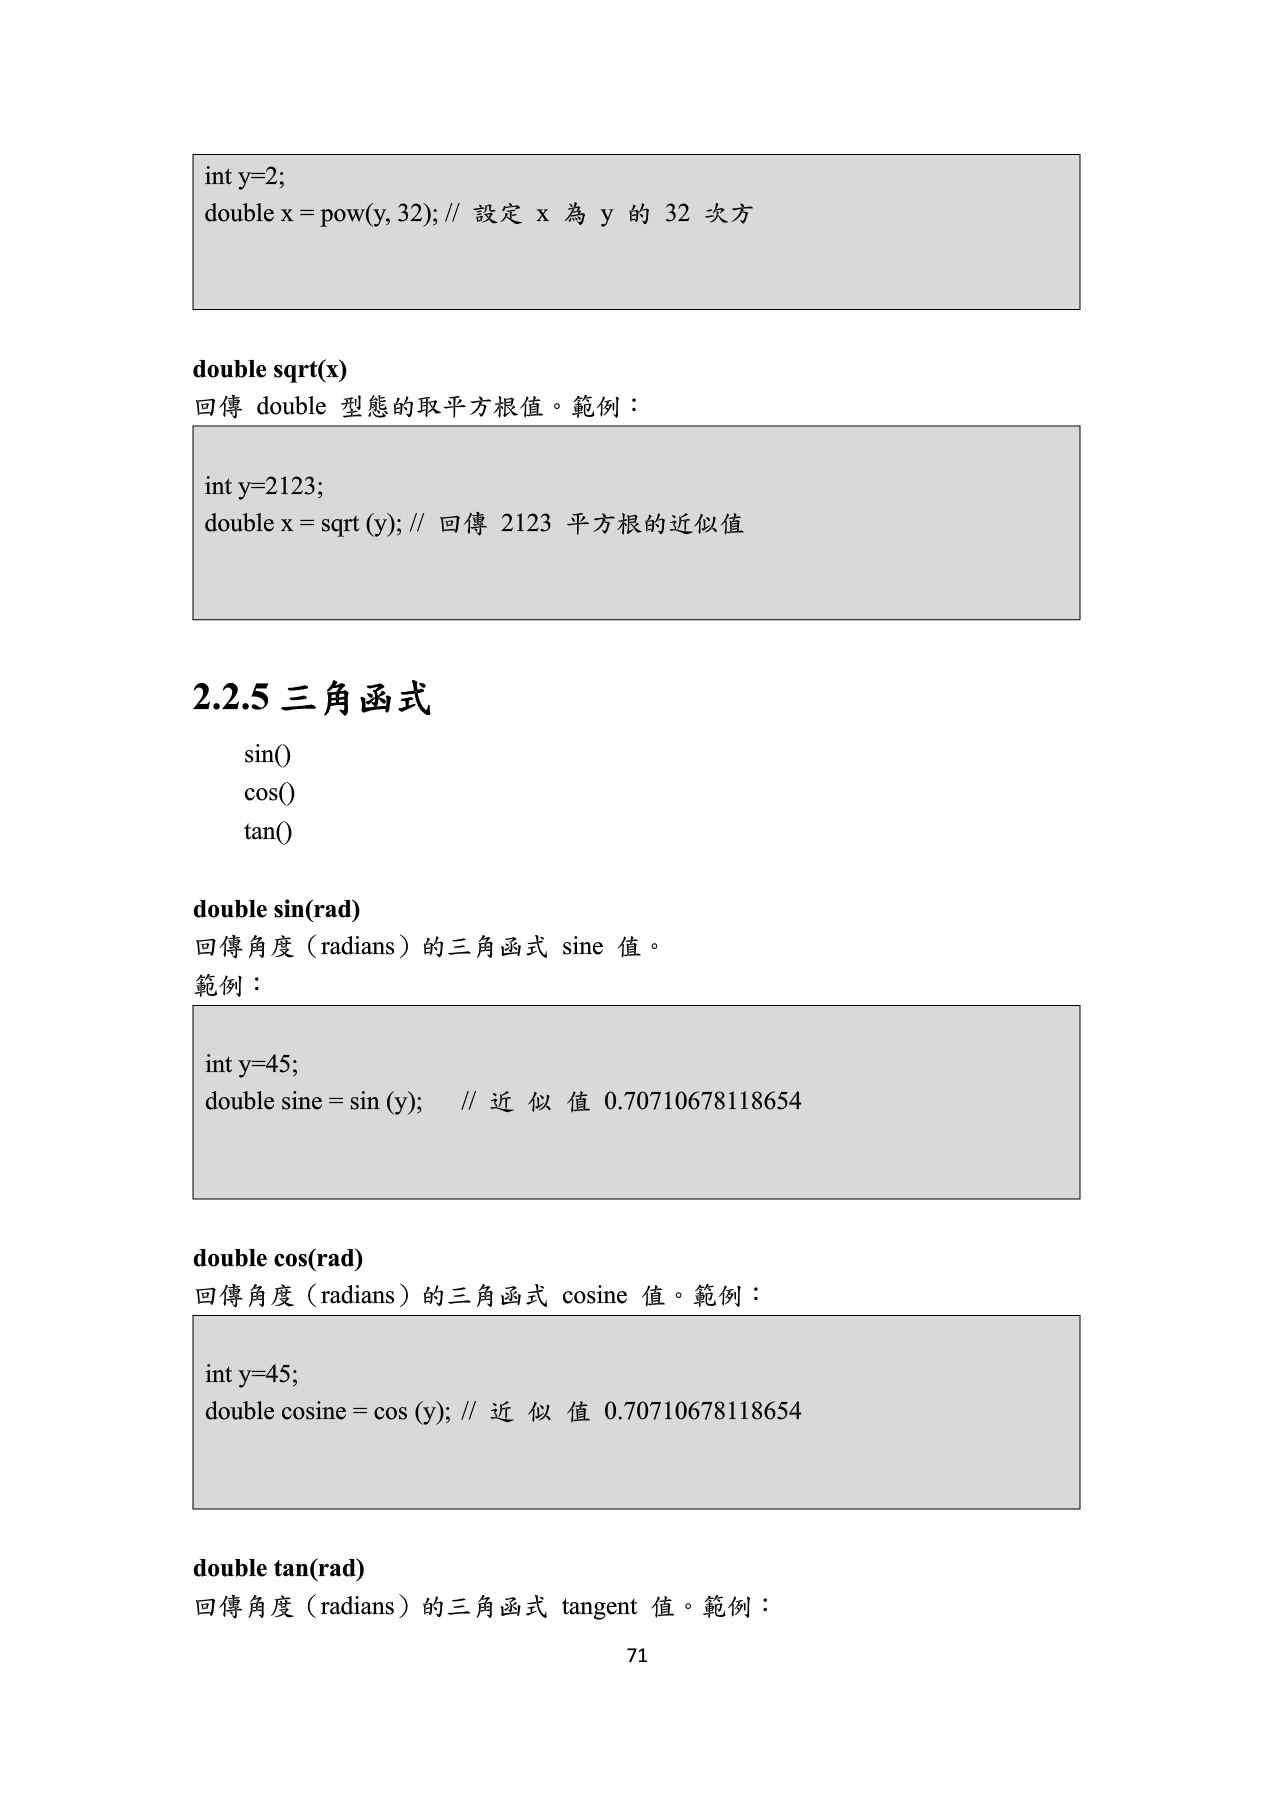 int y=2;
double x = pow(y, 32); // 設定 x 為 y 的 32 次方
double sqrt(x)
回傳 double 型態的取平方根值。範例：
int y=2123;
double x = sqrt (y); // 回傳 2123 平方根的近似值
2.2.5 三角函式
sin()
cos()
tan()
double sin(rad)
回傳角度（radians）的三角函式 sine 值。
範例：
int y=45;
double sine = sin (y); // 近 似 值 0.70710678118654
double cos(rad)
回傳角度（radians）的三角函式 cosine 值。範例：
int y=45;
double cosine = cos (y); // 近 似 值 0.70710678118654
double tan(rad)
回傳角度（radians）的三角函式 tangent 值。範例：
71